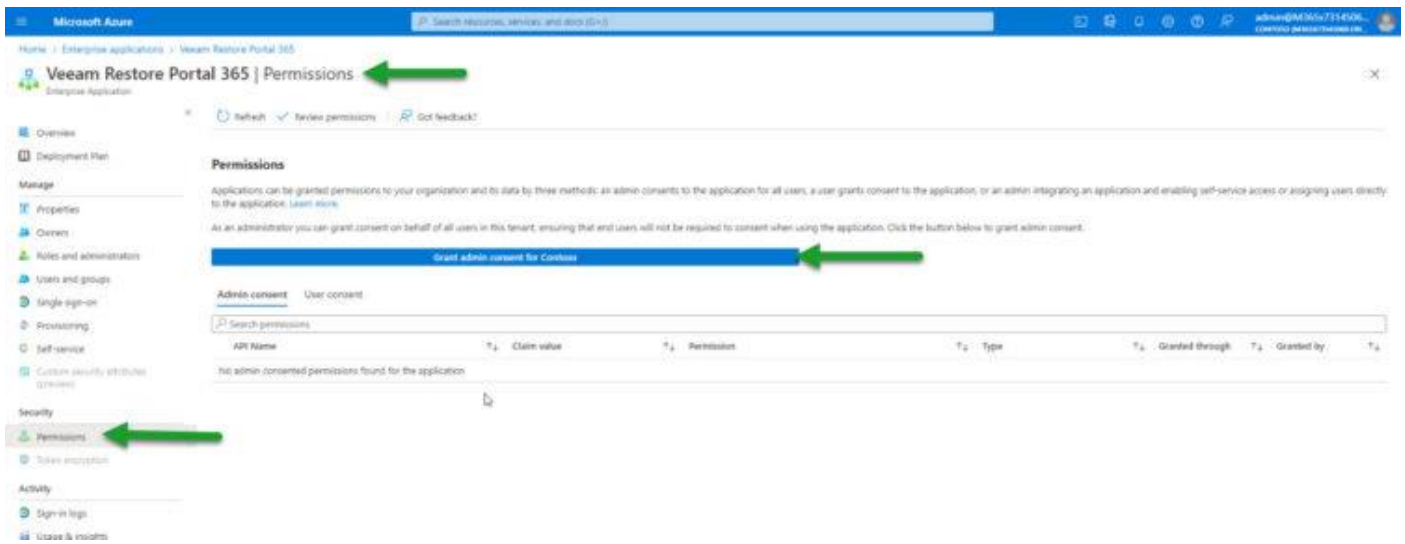 Microsoft Azure
Search resources, services, and docs (G+/)
Home > Enterprise applications > Veeam Restore Portal 365
Veeam Restore Portal 365 | Permissions
Enterprise Application
Refresh
Review permissions
Got feedback?
Overview
Deployment Plan
Manage
Properties
Owners
Roles and administrators
Users and groups
Single sign-on
Provisioning
Self-service
Custom security attributes
(preview)
Security
Permissions
Token encryption
Activity
Sign-in logs
Usage & insights
Permissions
Applications can be granted permissions to your organization and its data by three methods: an admin consents to the application for all users, a user grants consent to the application, or an admin integrating an application and enabling self-service access or assigning users directly
to the application. Learn more.
As an administrator you can grant consent on behalf of all users in this tenant, ensuring that end users will not be required to consent when using the application. Click the button below to grant admin consent.
Grant admin consent for Contoso
Admin consent User consent
Search permissions
API Name Claim value Permission Type Granted through Granted by
No admin consented permissions found for the application